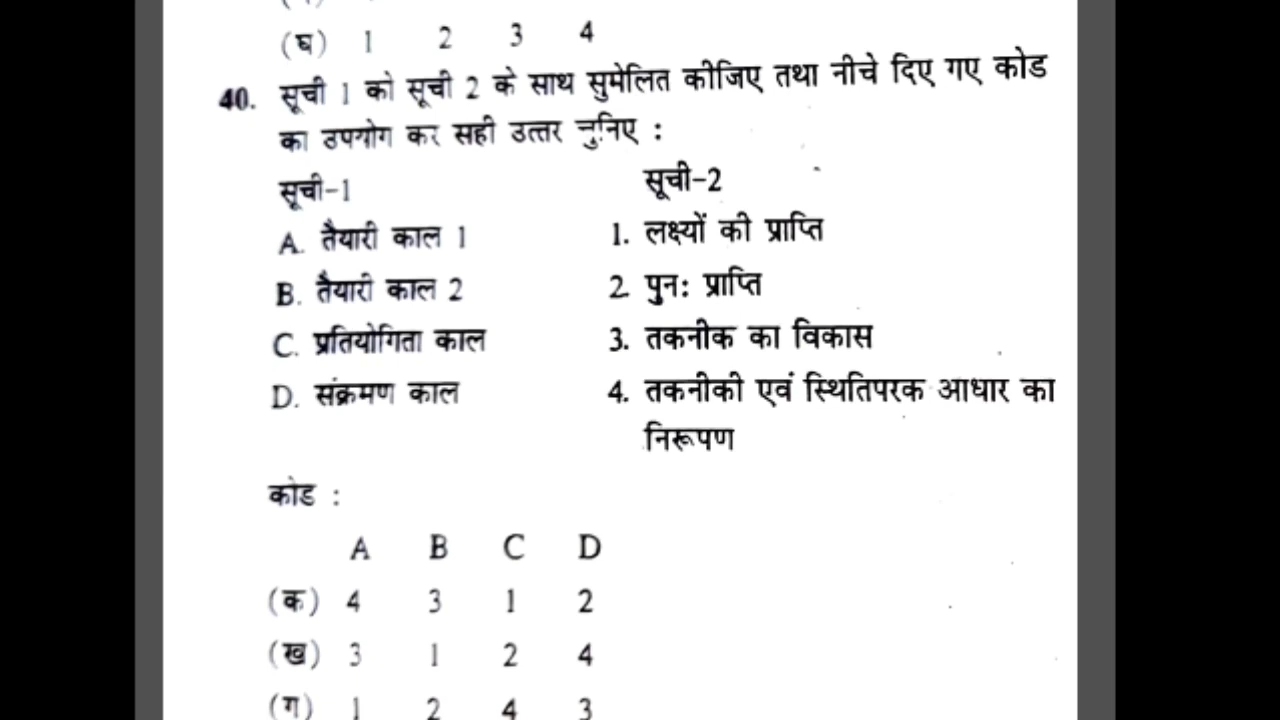 (घ) 1 2 3 4
40. सूची 1 को सूची 2 के साथ सुमेलित कीजिए तथा नीचे दिए गए कोड
का उपयोग कर सही उत्तर चुनिए :
सूची-1 सूची-2
A. तैयारी काल 1 1. लक्ष्यों की प्राप्ति
B. तैयारी काल 2 2. पुनः प्राप्ति
C. प्रतियोगिता काल 3. तकनीक का विकास
D. संक्रमण काल 4. तकनीकी एवं स्थितिपरक आधार का
निरूपण
कोड :
A B C D
(क) 4 3 1 2
(ख) 3 1 2 4
(ग) 1 2 4 3